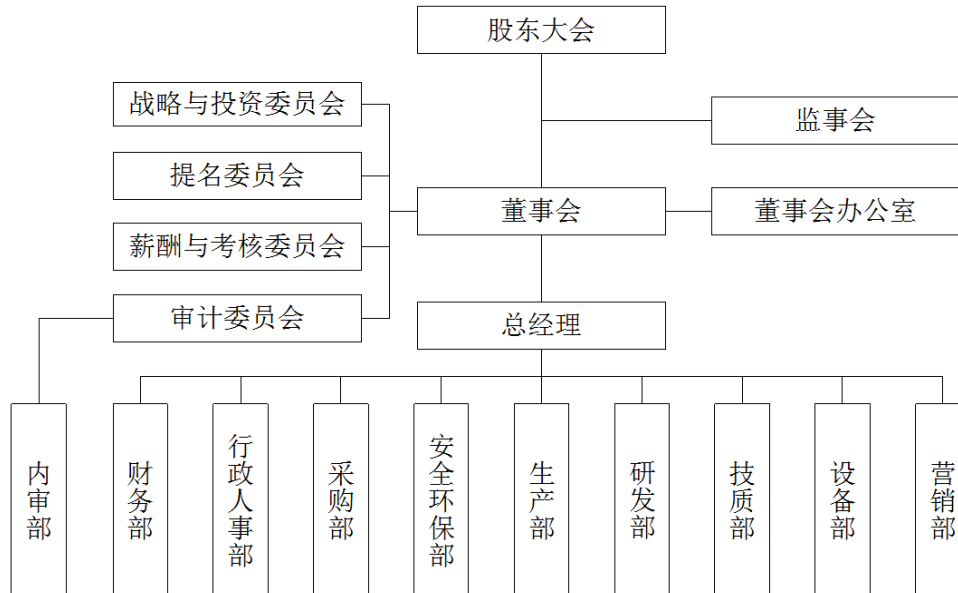 股东大会
战略与投资委员会
监事会
提名委员会
董事会
董事会办公室
薪酬与考核委员会
审计委员会
总经理
内审部
财务部
行政人事部
采购部
安全环保部
生产部
研发部
技质部
设备部
营销部